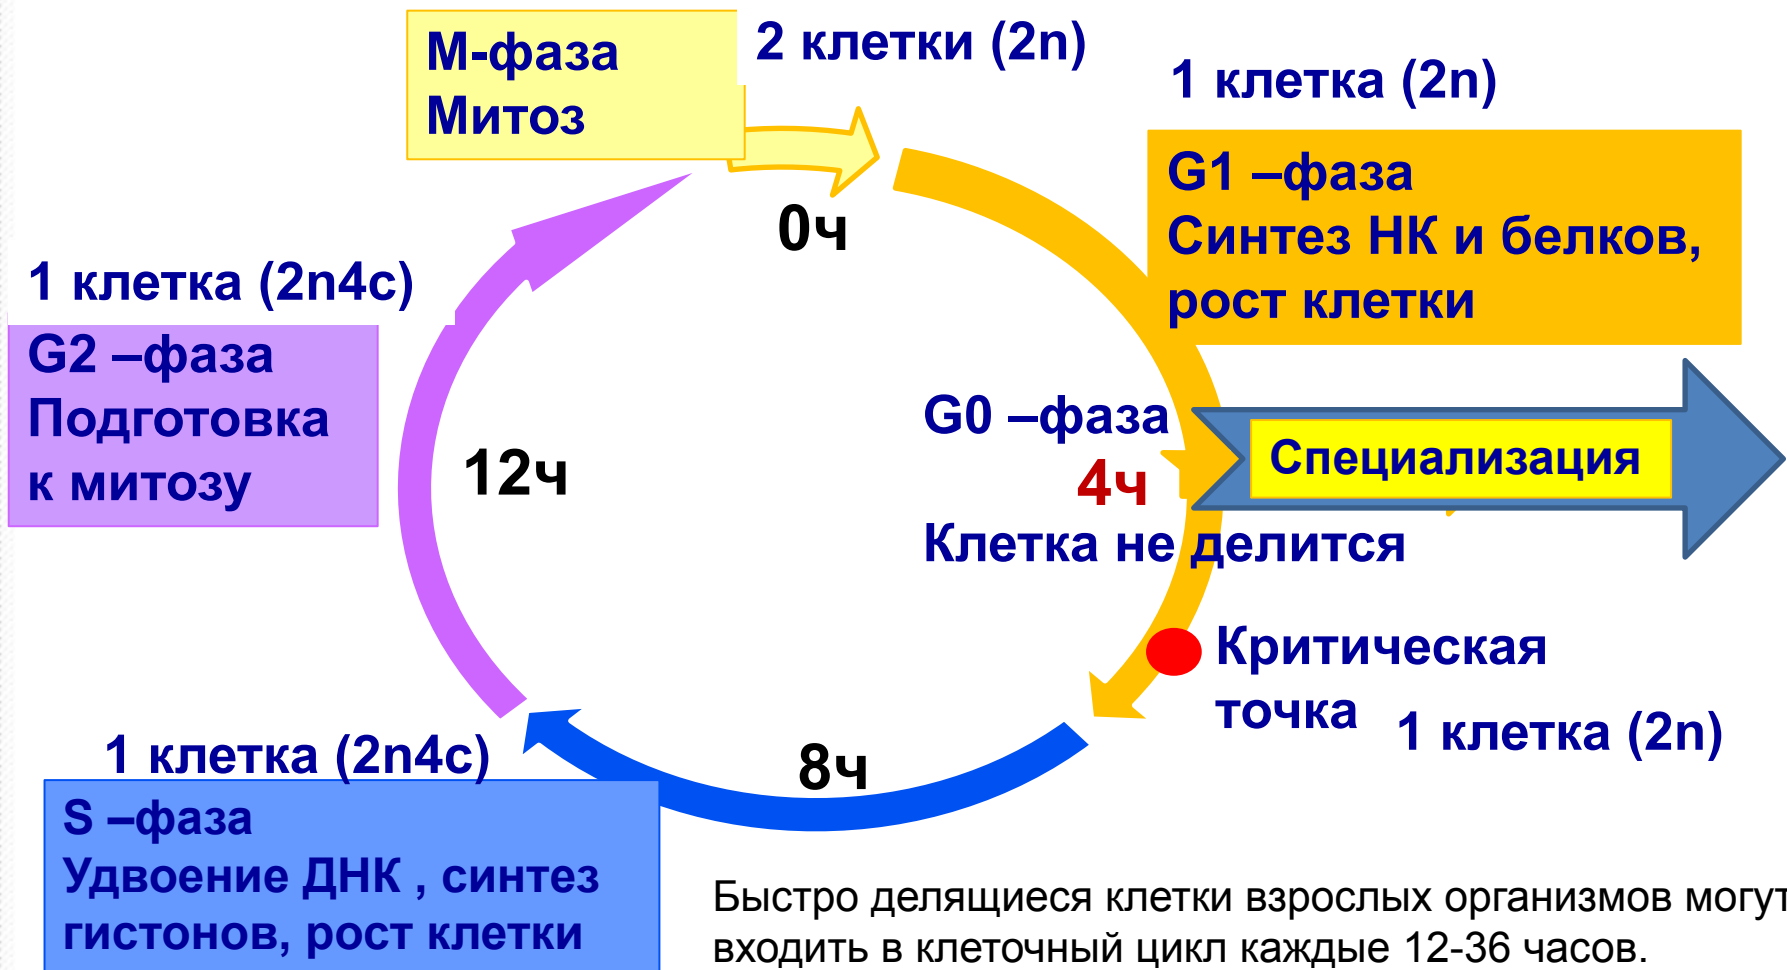 М-фаза
Митоз
2 клетки (2n)
1 клетка (2n)
G1 –фаза
Синтез НК и белков,
рост клетки
0ч
1 клетка (2n4c)
G2 –фаза
Подготовка
к митозу
12ч
G0 –фаза
4ч
Клетка не делится
Специализация
Критическая
точка
1 клетка (2n)
8ч
1 клетка (2n4c)
S –фаза
Удвоение ДНК , синтез
гистонов, рост клетки
Быстро делящиеся клетки взрослых организмов могут
входить в клеточный цикл каждые 12-36 часов.